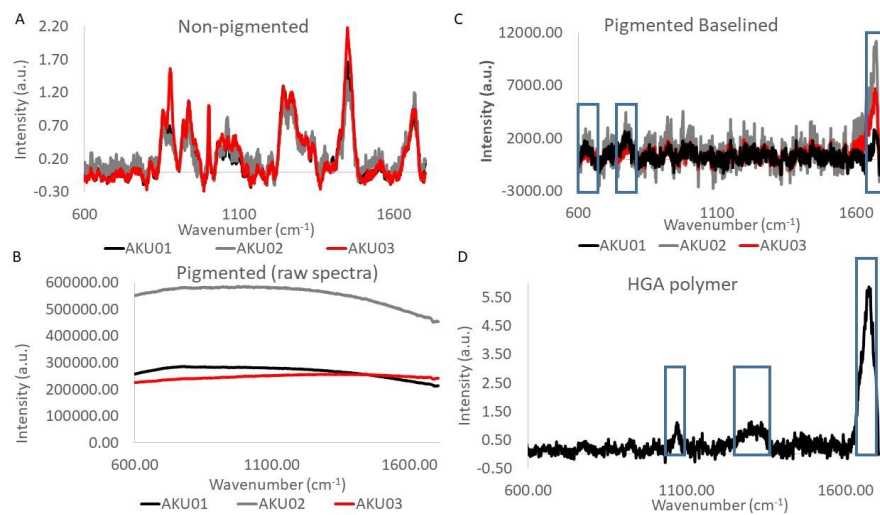 A
Non-pigmented
2.20
1.70
1.20
0.70
0.20
-0.30
Intensity (a.u.)
600
1100
1600
Wavenumber (cm-1)
AKU01
AKU02
AKU03
B
Pigmented (raw spectra)
600000.00
500000.00
400000.00
300000.00
200000.00
100000.00
0.00
Intensity (a.u.)
600.00
1100.00
1600.00
Wavenumber (cm-1)
AKU01
AKU02
AKU03
C
Pigmented Baselined
12000.00
7000.00
2000.00
-3000.00
Intensity (a.u.)
600
1100
1600
Wavenumber (cm-1)
AKU01
AKU02
AKU03
D
HGA polymer
5.50
4.50
3.50
2.50
1.50
0.50
-0.50
Intensity (a.u.)
600.00
1100.00
1600.00
Wavenumber (cm-1)